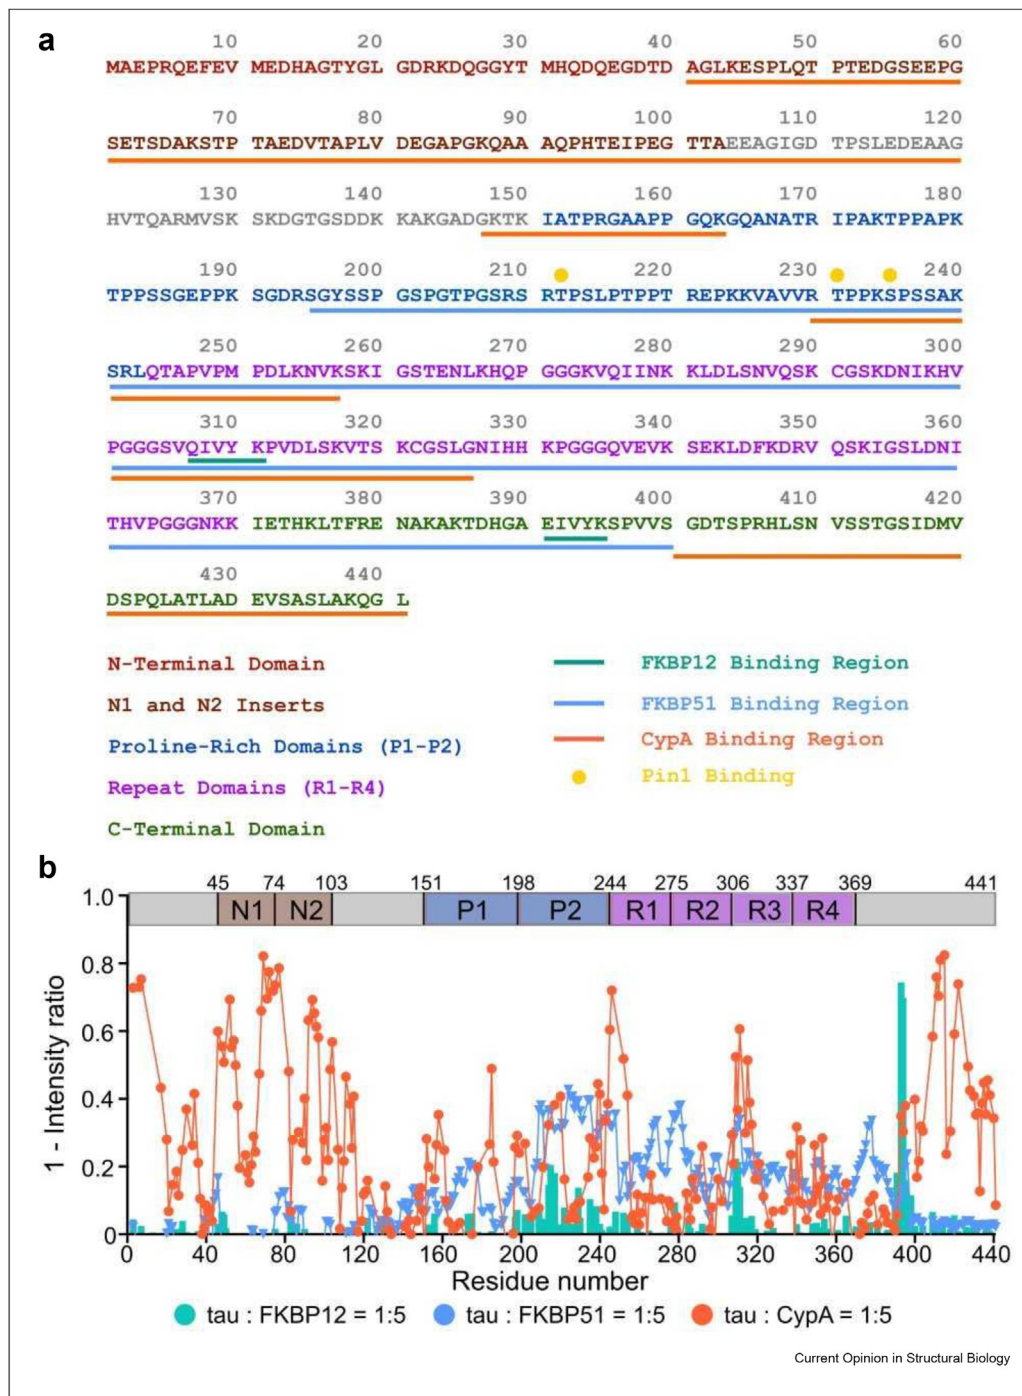 a
10 20 30 40 50 60
MAEPRQEFEV MEDHAGTYGL GDRKDQGGYT MHQDQEGDTD AGLKESPLQT PTEDGSEEPG
70 80 90 100 110 120
SETSDAKSTP TAEDVTAPLV DEGAPGKQAA AQPHTEIPEG TTAEEAGIGD TPSLEDEAAG
130 140 150 160 170 180
HVTQARMVSK SKDGTGSDDK KAKGADGKTK IATPRGAAPP GQKGQANATR IPAKTPPAPK
190 200 210 220 230 240
TPPSSGEPPK SGDRSGYSSP GSPGTPGSRS RTPSLPTPPT REPKKVAVVR TPPKSPSSAK
250 260 270 280 290 300
SRLQTAPVPM PDLKNVKSKI GSTENLKHQP GGGKVQIINK KLDLSNVQSK CGSKDNIKHV
310 320 330 340 350 360
PGGGSVQIVY KPVDLSKVTS KCGSLGNIHH KPGGGQVEVK SEKLDFKDRV QSKIGSLDNI
370 380 390 400 410 420
THVPGGGNKK IETHKLTFRE NAKAKTDHGA EIVYKSPVVS GDTSPRHLSN VSSTGSIDMV
430 440
DSPQLATLAD EVSASLAKQG L
N-Terminal Domain
N1 and N2 Inserts
Proline-Rich Domains (P1-P2)
Repeat Domains (R1-R4)
C-Terminal Domain
FKBP12 Binding Region
FKBP51 Binding Region
CypA Binding Region
Pin1 Binding
b
45 74 103 151 198 244 275 306 337 369 441
N1 N2 P1 P2 R1 R2 R3 R4
1.0
0.8
0.6
0.4
0.2
0
1 - Intensity ratio
0 40 80 120 160 200 240 280 320 360 400 440
Residue number
tau : FKBP12 = 1:5 tau : FKBP51 = 1:5 tau : CypA = 1:5
Current Opinion in Structural Biology